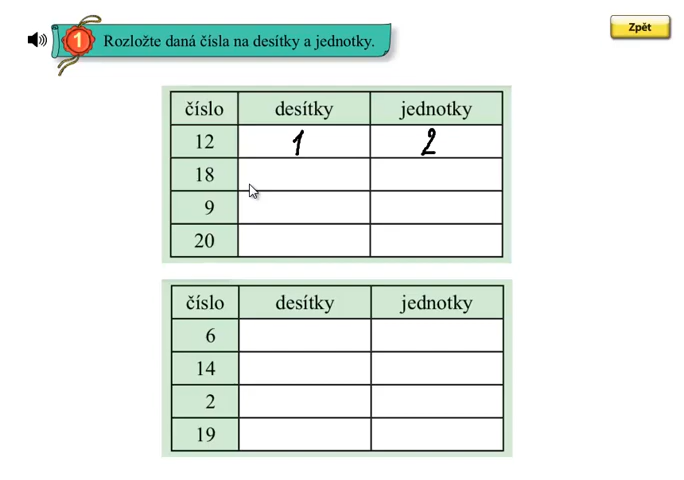 1 Rozložte daná čísla na desítky a jednotky.
Zpět
číslo desítky jednotky
12 1 2
18
9
20
číslo desítky jednotky
6
14
2
19